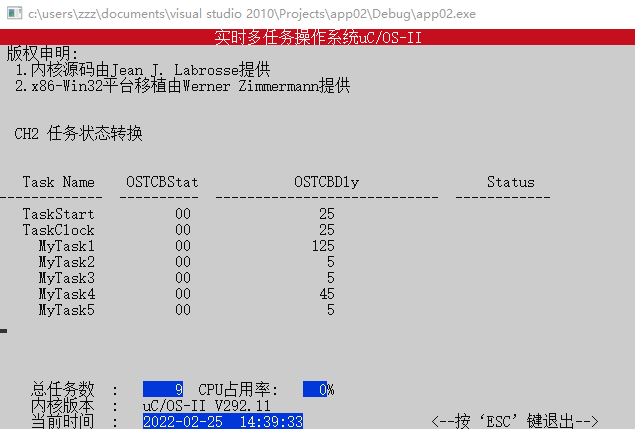 c:\users\zzz\documents\visual studio 2010\Projects\app02\Debug\app02.exe
实时多任务操作系统uC/OS-II
版权申明:
1.内核源码由Jean J. Labrosse提供
2.x86-Win32平台移植由Werner Zimmermann提供
CH2 任务状态转换
Task Name OSTCBStat OSTCBDly Status
------------- ---------- ---------------------------- ------------
TaskStart 00 25
TaskClock 00 25
MyTask1 00 125
MyTask2 00 5
MyTask3 00 5
MyTask4 00 45
MyTask5 00 5
总任务数 : 9 CPU占用率: 0%
内核版本 : uC/OS-II V292.11
当前时间 : 2022-02-25 14:39:33 <--按‘ESC’键退出-->